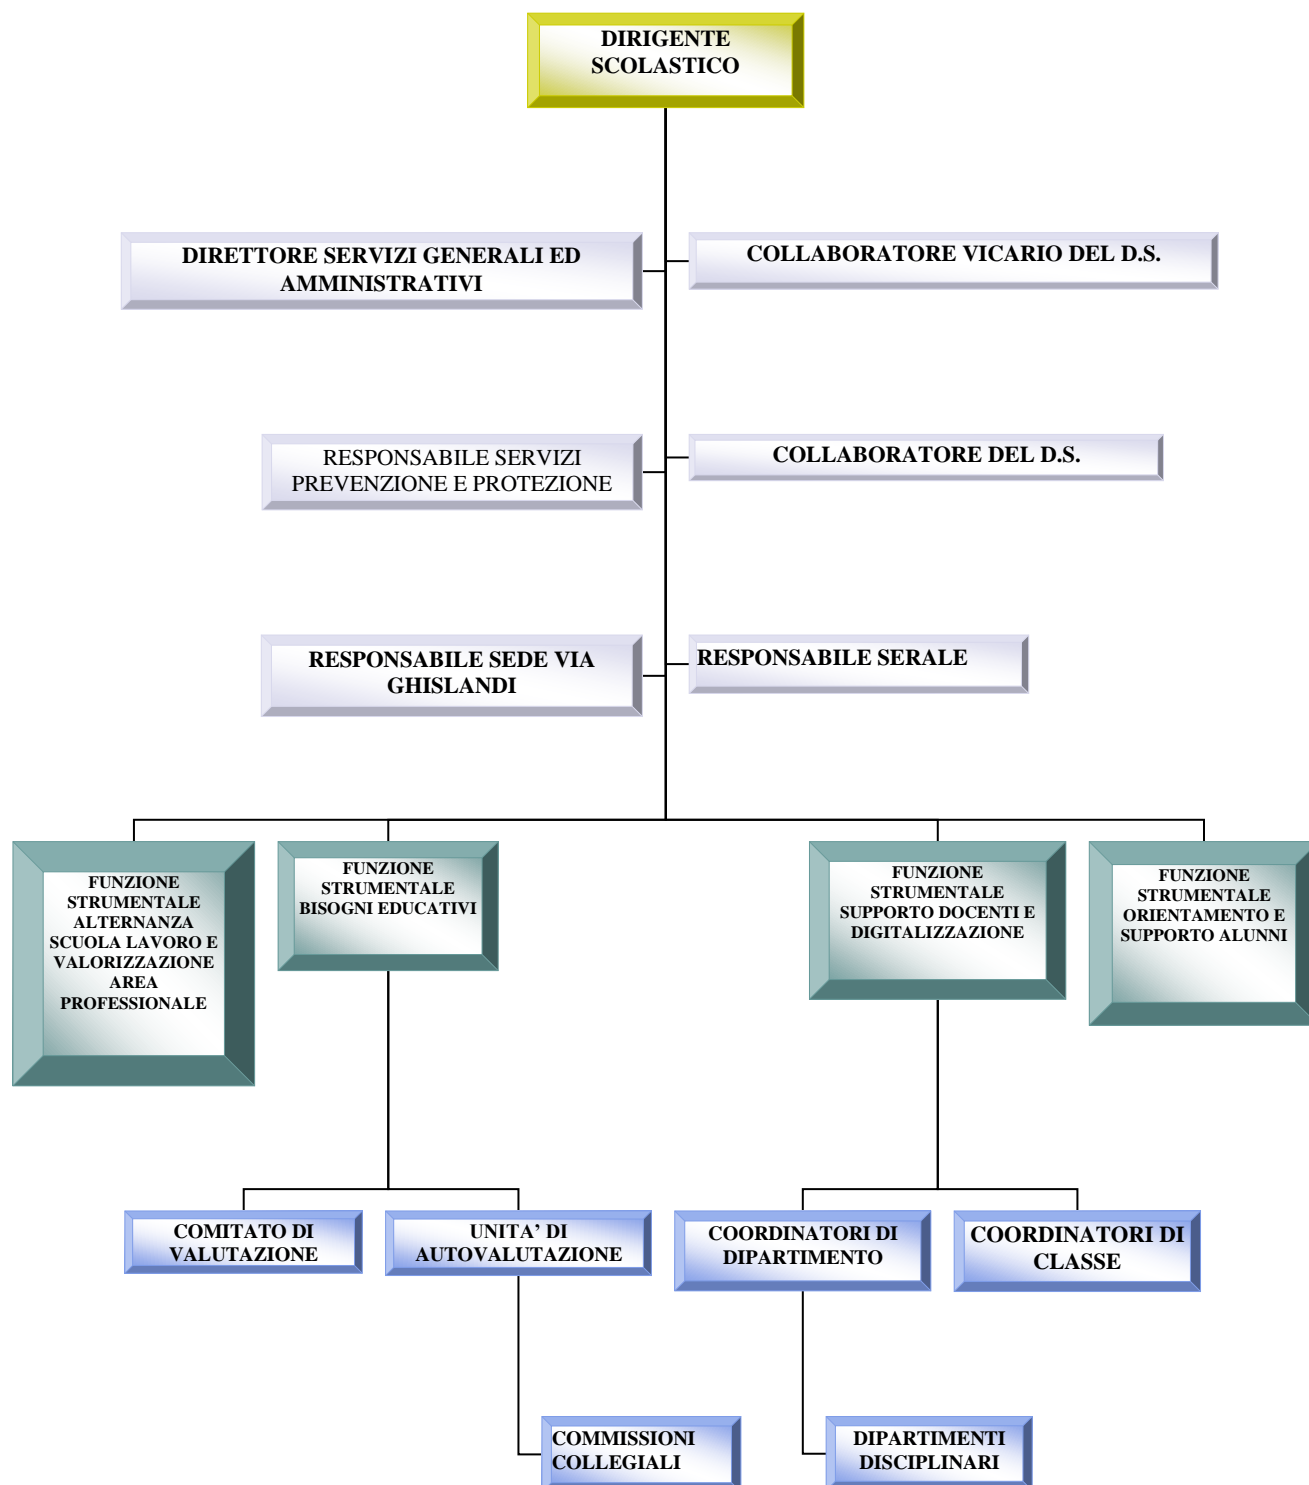 DIRIGENTE
SCOLASTICO
DIRETTORE SERVIZI GENERALI ED
AMMINISTRATIVI
COLLABORATORE VICARIO DEL D.S.
RESPONSABILE SERVIZI
PREVENZIONE E PROTEZIONE
COLLABORATORE DEL D.S.
RESPONSABILE SEDE VIA
GHISLANDI
RESPONSABILE SERALE
FUNZIONE
STRUMENTALE
ALTERNANZA
SCUOLA LAVORO E
VALORIZZAZIONE
AREA
PROFESSIONALE
FUNZIONE
STRUMENTALE
BISOGNI EDUCATIVI
FUNZIONE
STRUMENTALE
SUPPORTO DOCENTI E
DIGITALIZZAZIONE
FUNZIONE
STRUMENTALE
ORIENTAMENTO E
SUPPORTO ALUNNI
COMITATO DI
VALUTAZIONE
UNITA’ DI
AUTOVALUTAZIONE
COORDINATORI DI
DIPARTIMENTO
COORDINATORI DI
CLASSE
COMMISSIONI
COLLEGIALI
DIPARTIMENTI
DISCIPLINARI